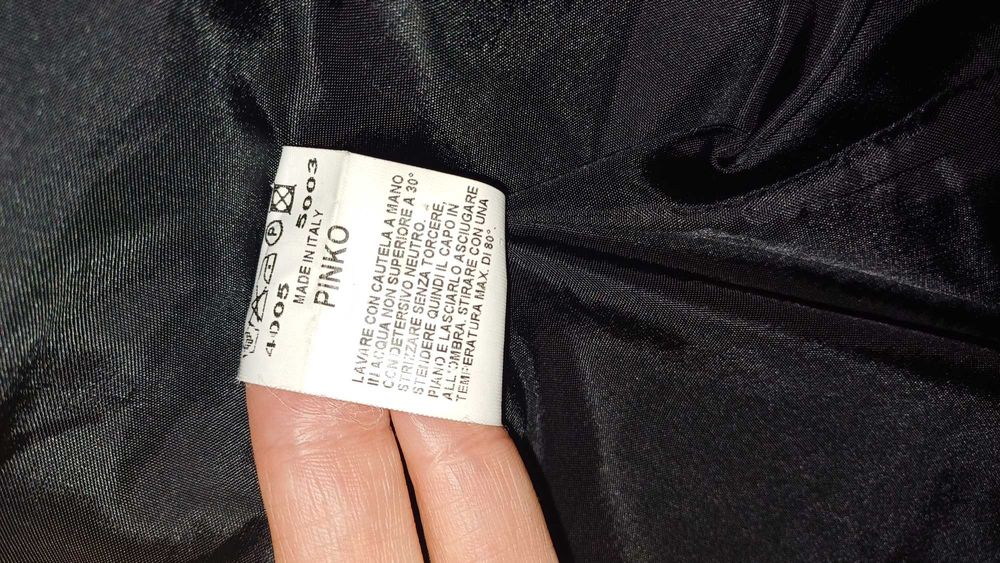 4005 5003
MADE IN ITALY
PINKO
LAVARE CON CAUTELA A MANO
IN ACQUA NON SUPERIORE A 30°
CON DETERSIVO NEUTRO.
STRIZZARE SENZA TORCERE,
STENDERE QUINDI IL CAPO IN
PIANO E LASCIARLO ASCIUGARE
ALL'OMBRA. STIRARE CON UNA
TEMPERATURA MAX. DI 80°